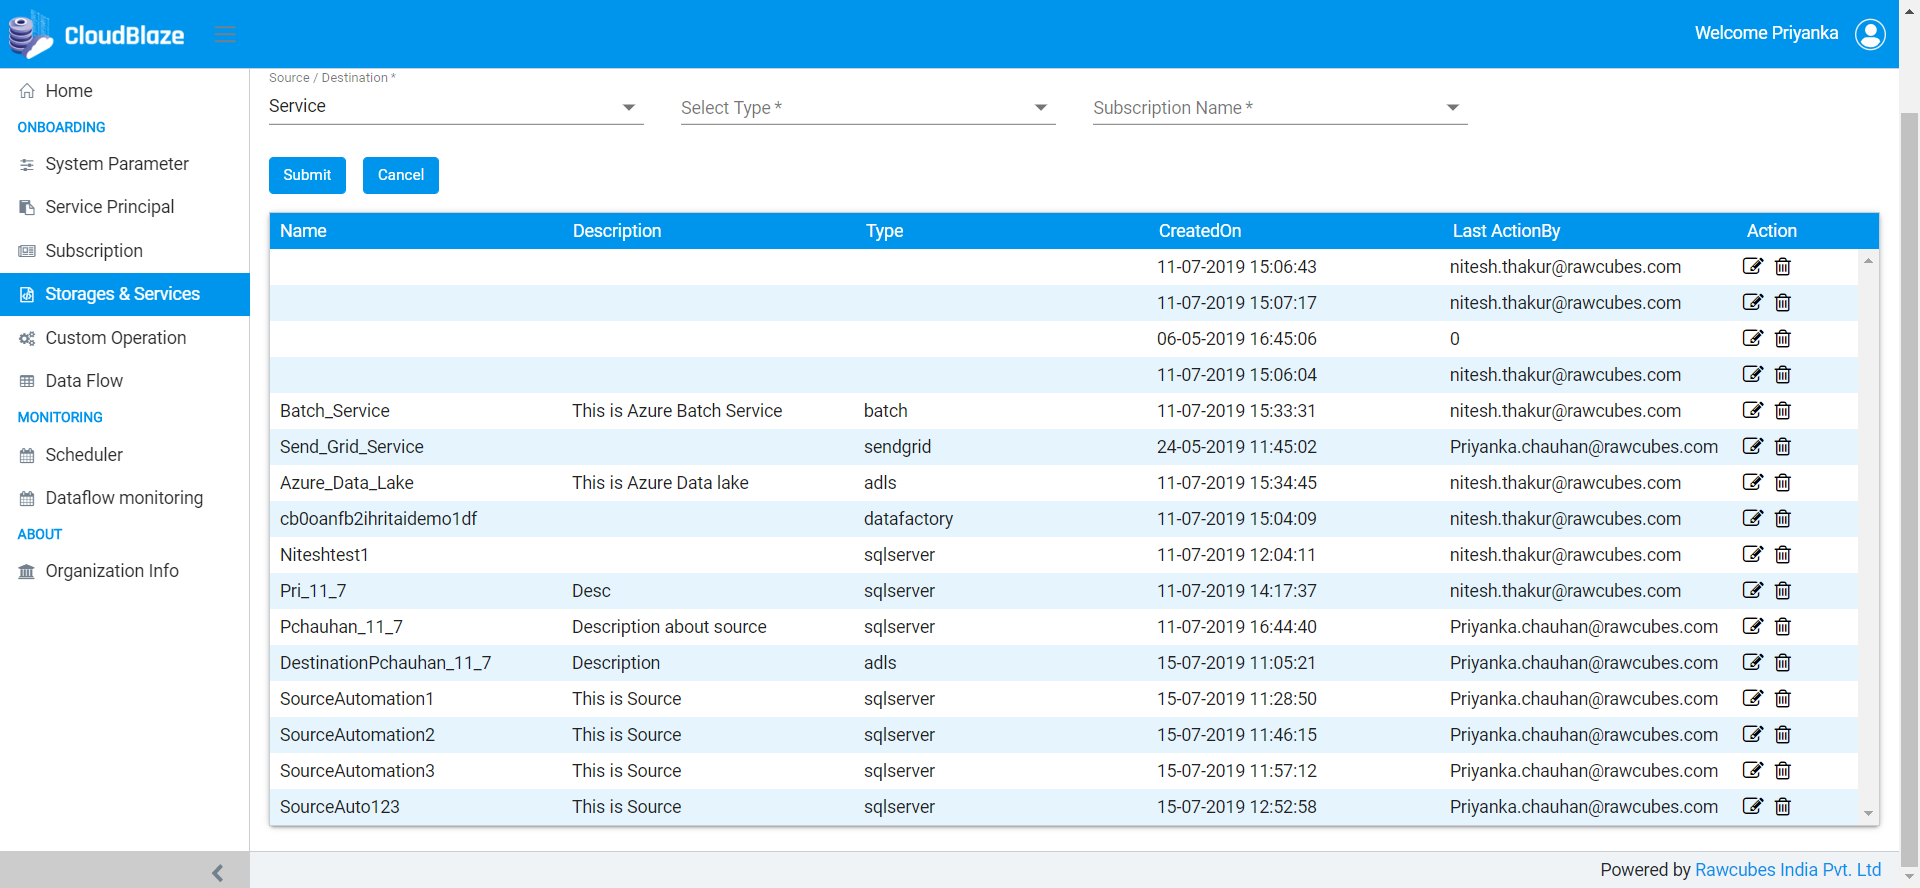 CloudBlaze
Welcome Priyanka
Home
ONBOARDING
System Parameter
Service Principal
Subscription
Storages & Services
Custom Operation
Data Flow
MONITORING
Scheduler
Dataflow monitoring
ABOUT
Organization Info
Source / Destination *
Service
Select Type *
Subscription Name *
Submit
Cancel
Name Description Type CreatedOn Last ActionBy Action
11-07-2019 15:06:43 nitesh.thakur@rawcubes.com
11-07-2019 15:07:17 nitesh.thakur@rawcubes.com
06-05-2019 16:45:06 0
11-07-2019 15:06:04 nitesh.thakur@rawcubes.com
Batch_Service This is Azure Batch Service batch 11-07-2019 15:33:31 nitesh.thakur@rawcubes.com
Send_Grid_Service sendgrid 24-05-2019 11:45:02 Priyanka.chauhan@rawcubes.com
Azure_Data_Lake This is Azure Data lake adls 11-07-2019 15:34:45 nitesh.thakur@rawcubes.com
cb0oanfb2ihritaidemo1df datafactory 11-07-2019 15:04:09 nitesh.thakur@rawcubes.com
Niteshtest1 sqlserver 11-07-2019 12:04:11 nitesh.thakur@rawcubes.com
Pri_11_7 Desc sqlserver 11-07-2019 14:17:37 nitesh.thakur@rawcubes.com
Pchauhan_11_7 Description about source sqlserver 11-07-2019 16:44:40 Priyanka.chauhan@rawcubes.com
DestinationPchauhan_11_7 Description adls 15-07-2019 11:05:21 Priyanka.chauhan@rawcubes.com
SourceAutomation1 This is Source sqlserver 15-07-2019 11:28:50 Priyanka.chauhan@rawcubes.com
SourceAutomation2 This is Source sqlserver 15-07-2019 11:46:15 Priyanka.chauhan@rawcubes.com
SourceAutomation3 This is Source sqlserver 15-07-2019 11:57:12 Priyanka.chauhan@rawcubes.com
SourceAuto123 This is Source sqlserver 15-07-2019 12:52:58 Priyanka.chauhan@rawcubes.com
Powered by Rawcubes India Pvt. Ltd